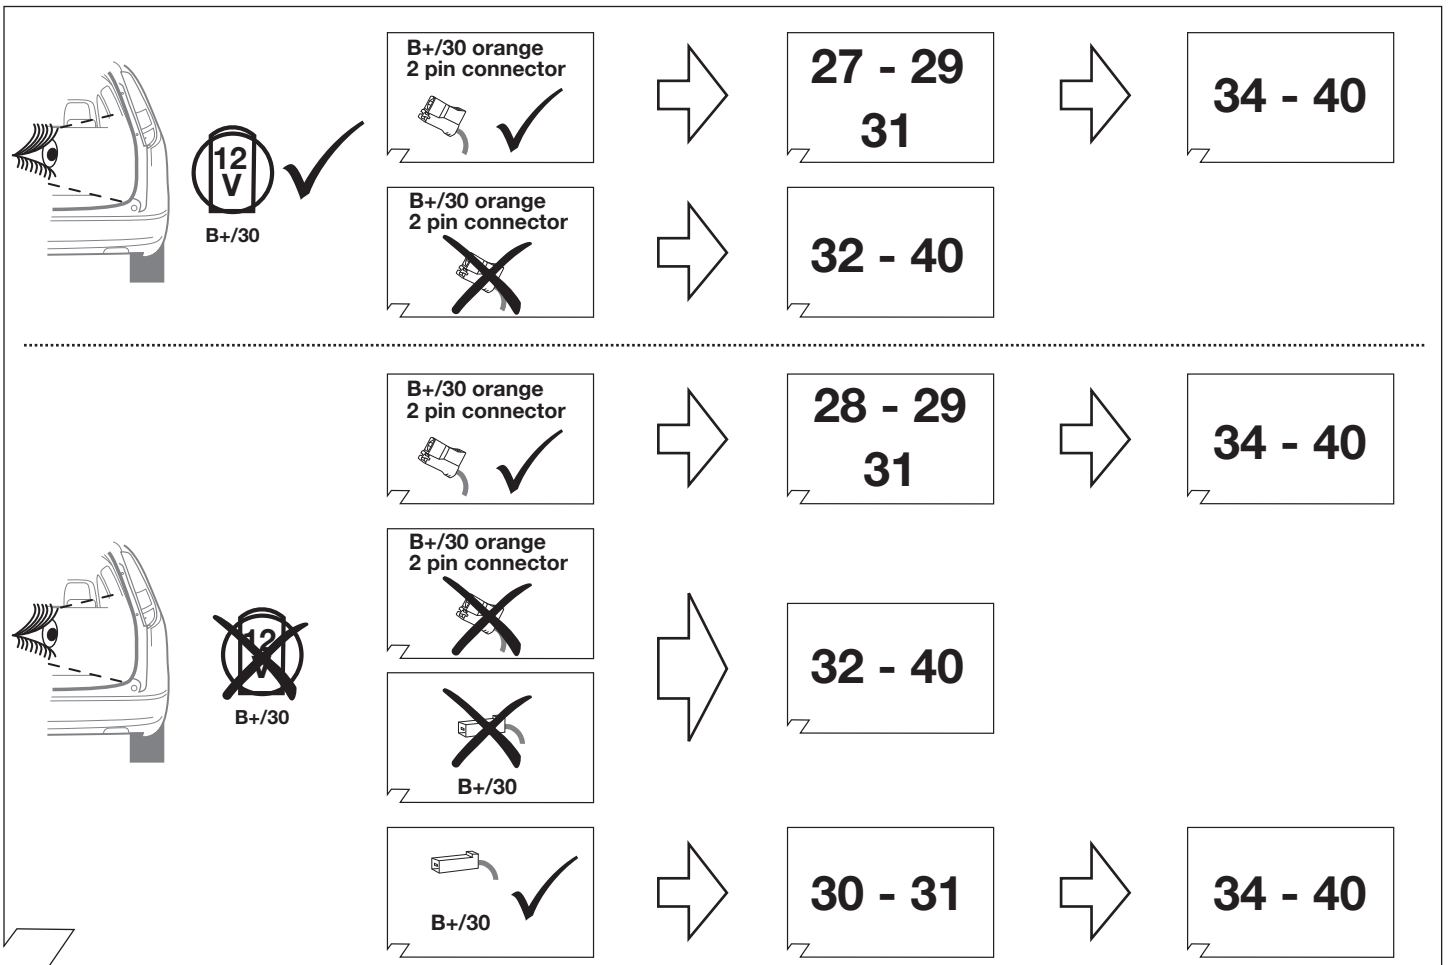 B+/30 orange
2 pin connector
27 - 29
31
34 - 40
12
V
B+/30
B+/30 orange
2 pin connector
32 - 40
B+/30 orange
2 pin connector
28 - 29
31
34 - 40
B+/30 orange
2 pin connector
12
V
B+/30
32 - 40
B+/30
B+/30
30 - 31
34 - 40